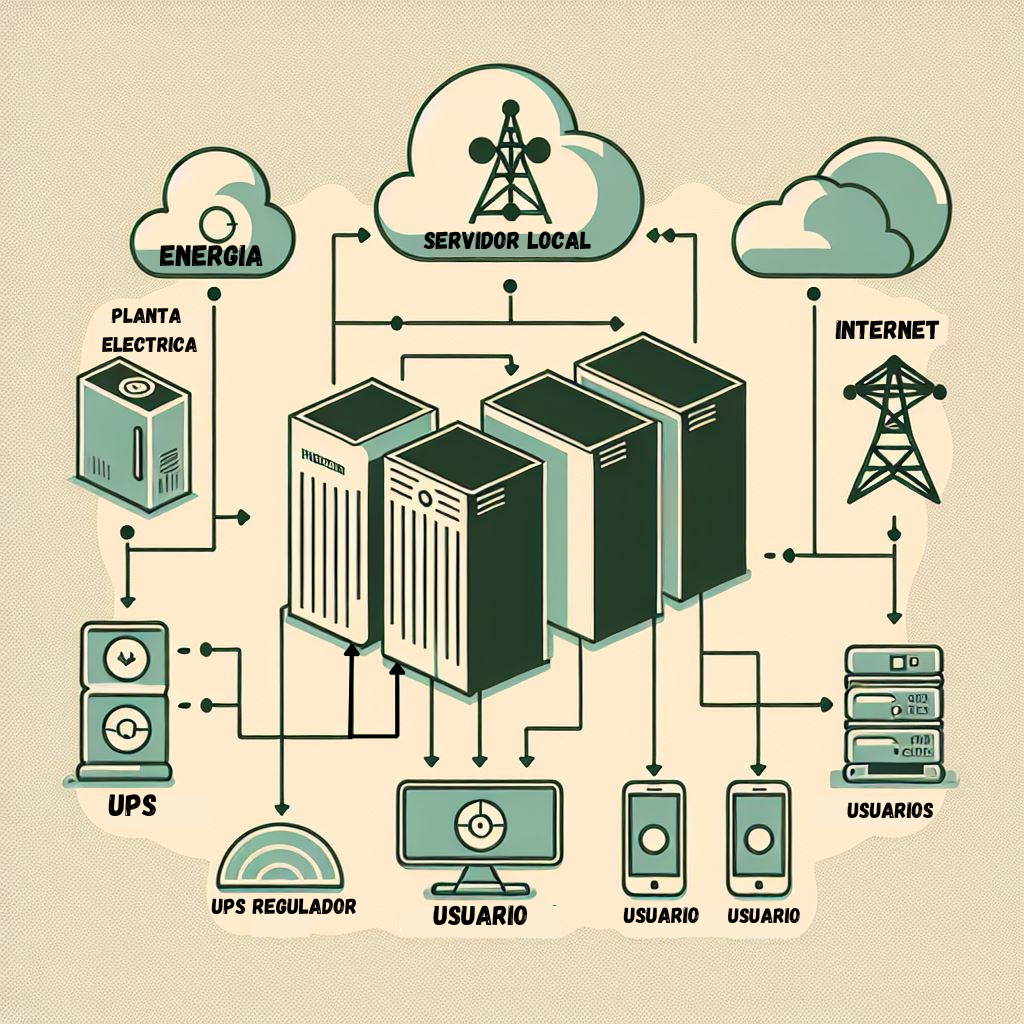 SERVIDOR LOCAL
ENERGIA
PLANTA
ELECTRICA
INTERNET
UPS
USUARIOS
UPS REGULADOR
USUARIO
USUARIO
USUARIO